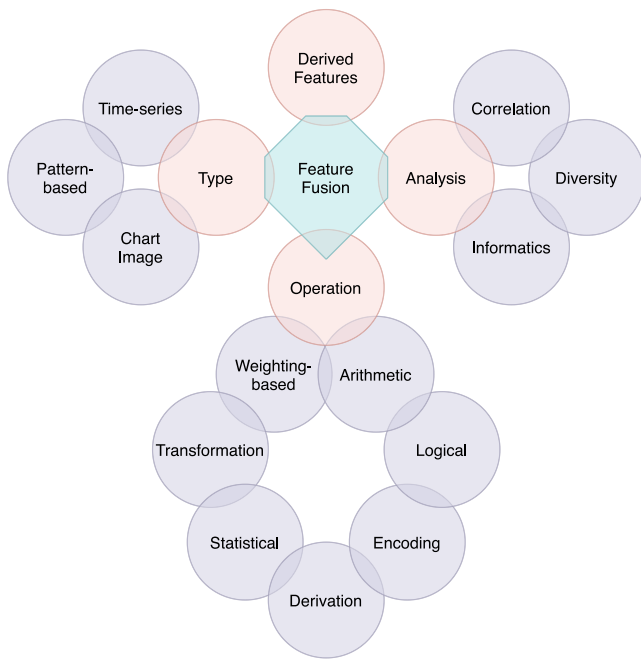 Derived
Features
Time-series
Correlation
Pattern-
based
Type
Feature
Fusion
Analysis
Diversity
Chart
Image
Informatics
Operation
Weighting-
based
Arithmetic
Transformation
Logical
Statistical
Encoding
Derivation